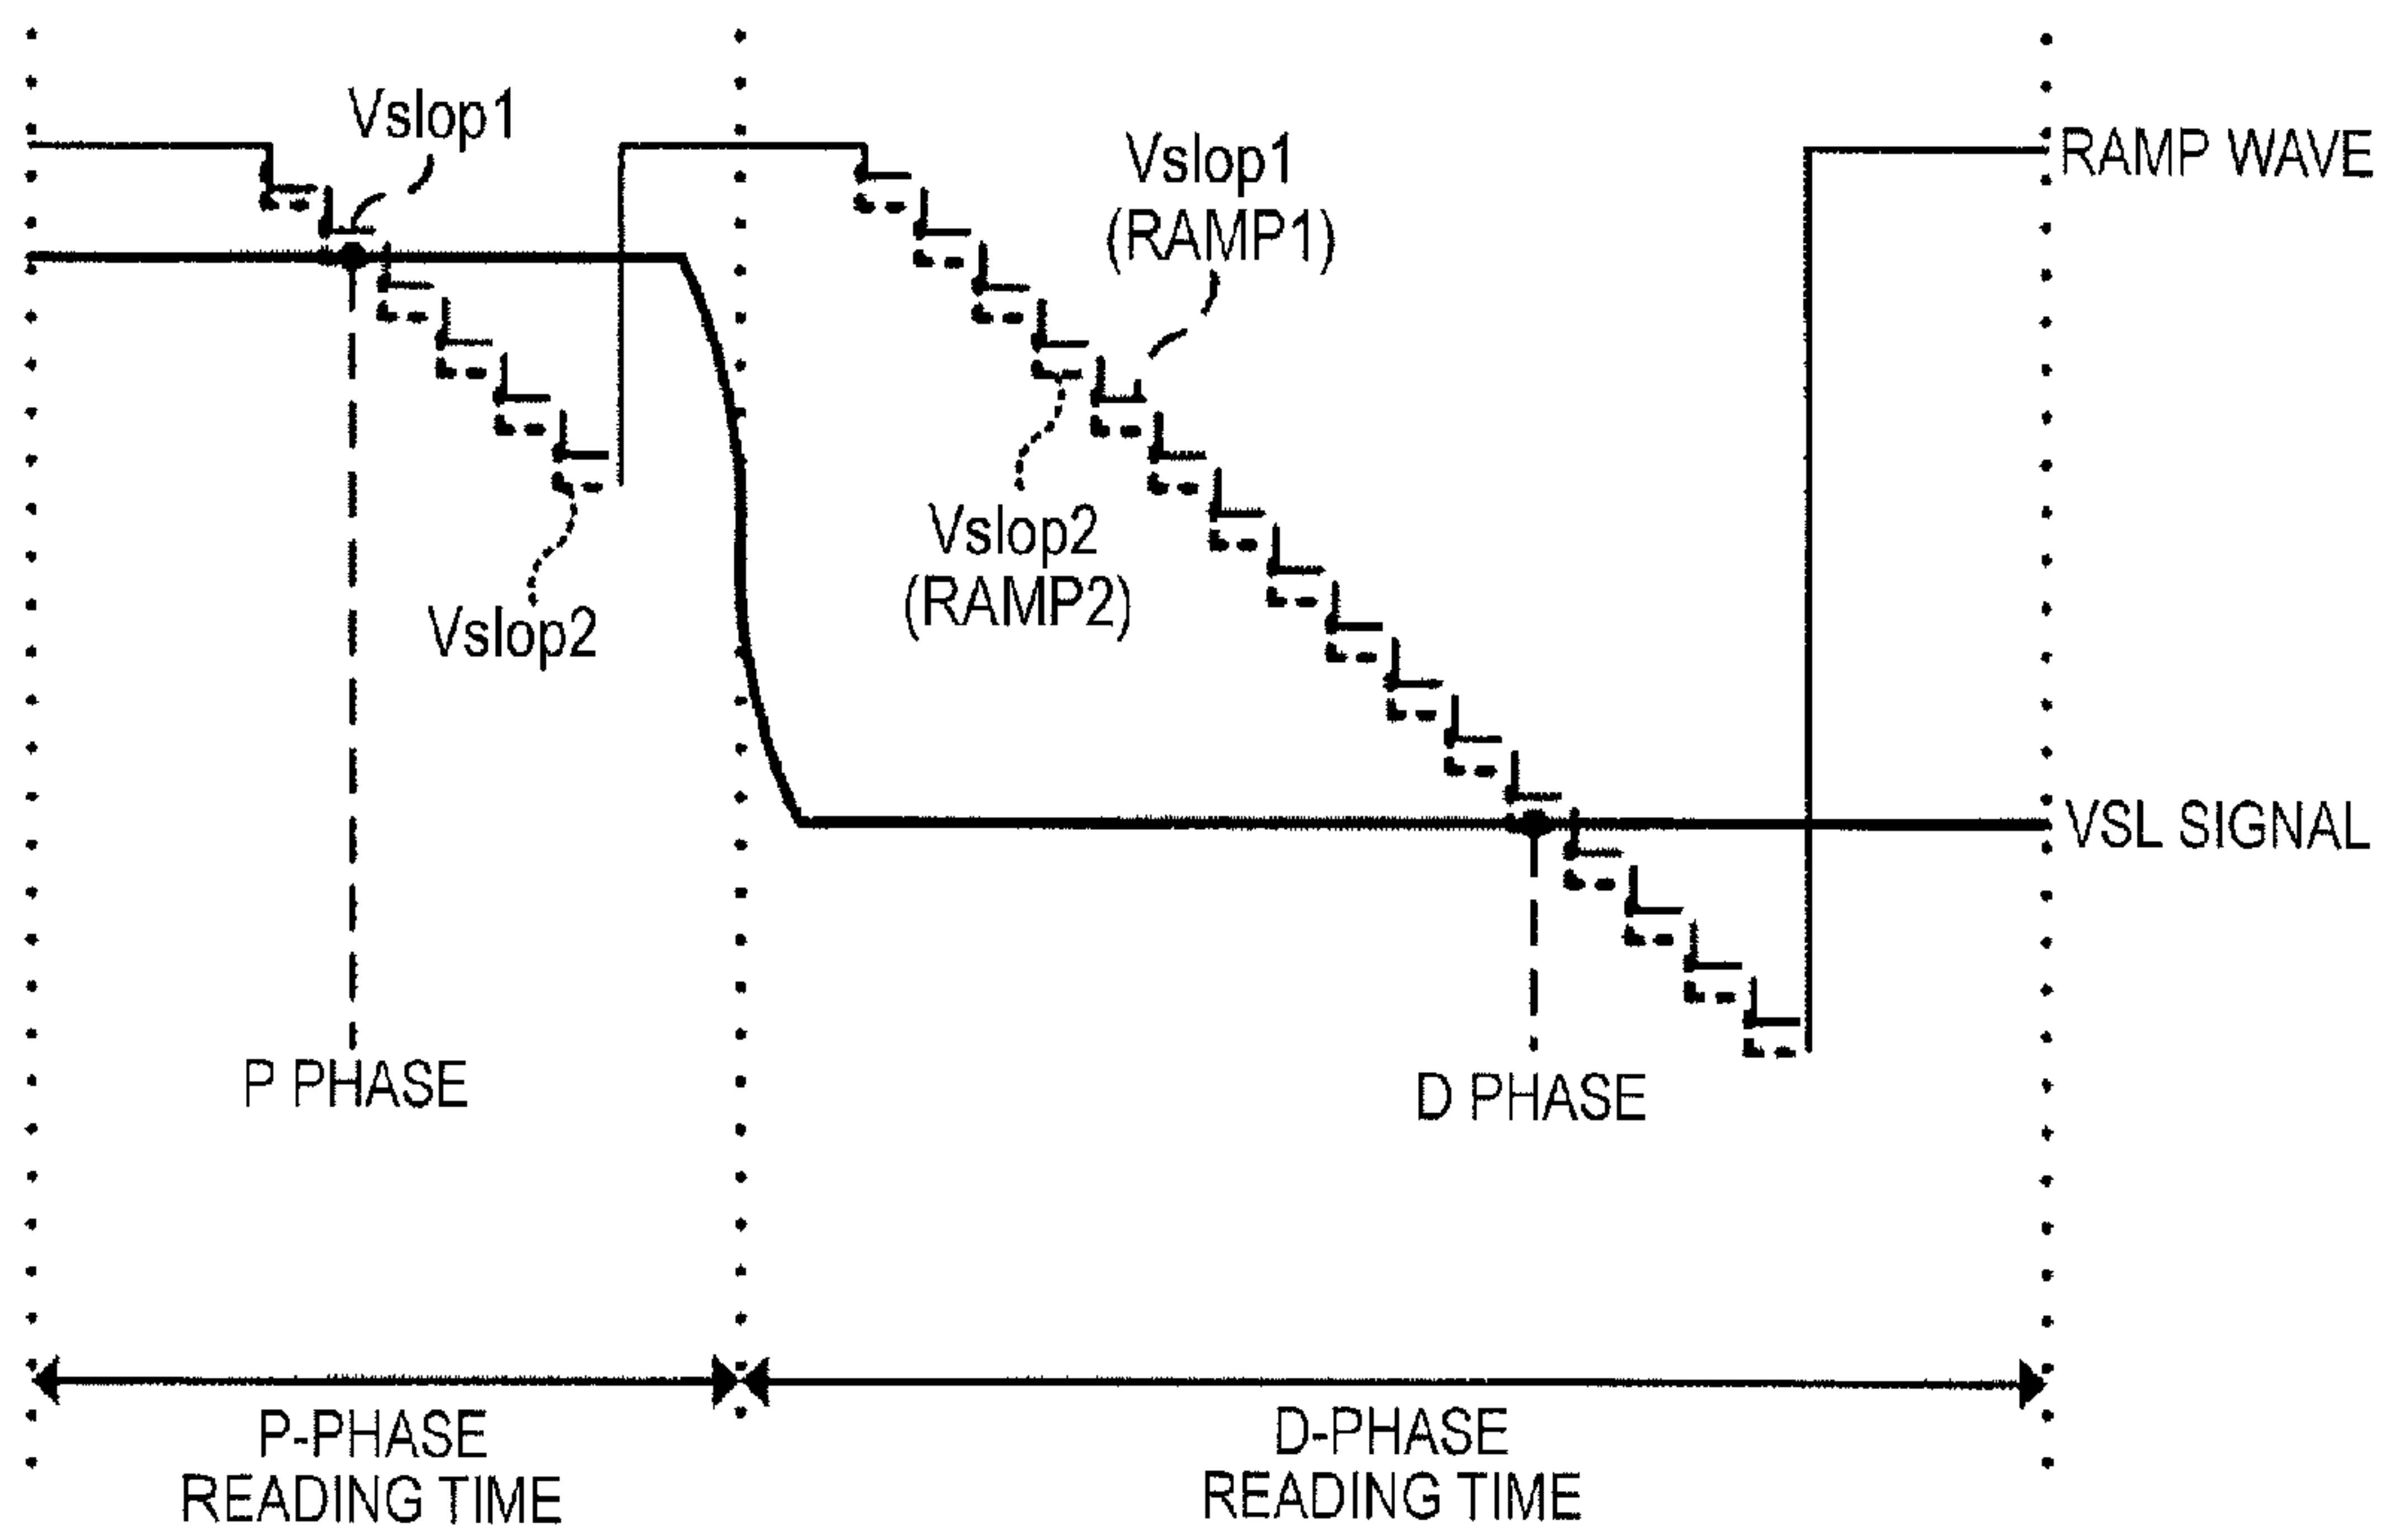 Vslop1
Vslop1
(RAMP1)
RAMP WAVE
Vslop2
(RAMP2)
Vslop2
VSL SIGNAL
P PHASE
D PHASE
P-PHASE
READING TIME
D-PHASE
READING TIME